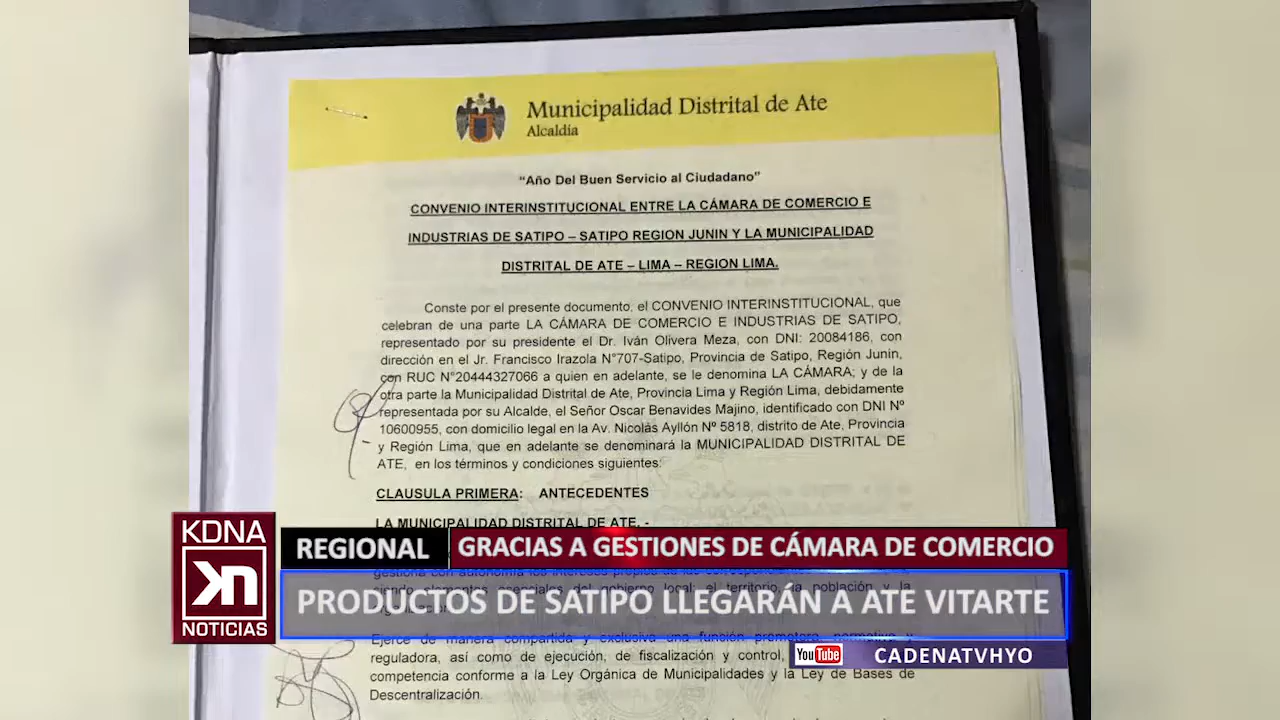 Municipalidad Distrital de Ate
Alcaldía
“Año Del Buen Servicio al Ciudadano”
CONVENIO INTERINSTITUCIONAL ENTRE LA CÁMARA DE COMERCIO E
INDUSTRIAS DE SATIPO – SATIPO REGION JUNIN Y LA MUNICIPALIDAD
DISTRITAL DE ATE – LIMA – REGION LIMA.
Conste por el presente documento, el CONVENIO INTERINSTITUCIONAL, que
celebran de una parte LA CÁMARA DE COMERCIO E INDUSTRIAS DE SATIPO,
representado por su presidente el Dr. Iván Olivera Meza, con DNI: 20084186, con
dirección en el Jr. Francisco Irazola N°707-Satipo, Provincia de Satipo, Región Junin,
con RUC N°20444327066 a quien en adelante, se le denomina LA CÁMARA; y de la
otra parte la Municipalidad Distrital de Ate, Provincia Lima y Región Lima, debidamente
representada por su Alcalde, el Señor Oscar Benavides Majino, identificado con DNI Nº
10600955, con domicilio legal en la Av. Nicolás Ayllón Nº 5818, distrito de Ate, Provincia
y Región Lima, que en adelante se denominará la MUNICIPALIDAD DISTRITAL DE
ATE, en los términos y condiciones siguientes:
CLAUSULA PRIMERA: ANTECEDENTES
LA MUNICIPALIDAD DISTRITAL DE ATE. -
KDNA
NOTICIAS
REGIONAL
GRACIAS A GESTIONES DE CÁMARA DE COMERCIO
PRODUCTOS DE SATIPO LLEGARÁN A ATE VITARTE
Ejerce de manera compartida y exclusiva una función promotora, normativa y
reguladora, así como de ejecución, de fiscalización y control,
YouTube
CADENATVHYO
competencia conforme a la Ley Orgánica de Municipalidades y la Ley de Bases de
Descentralización.